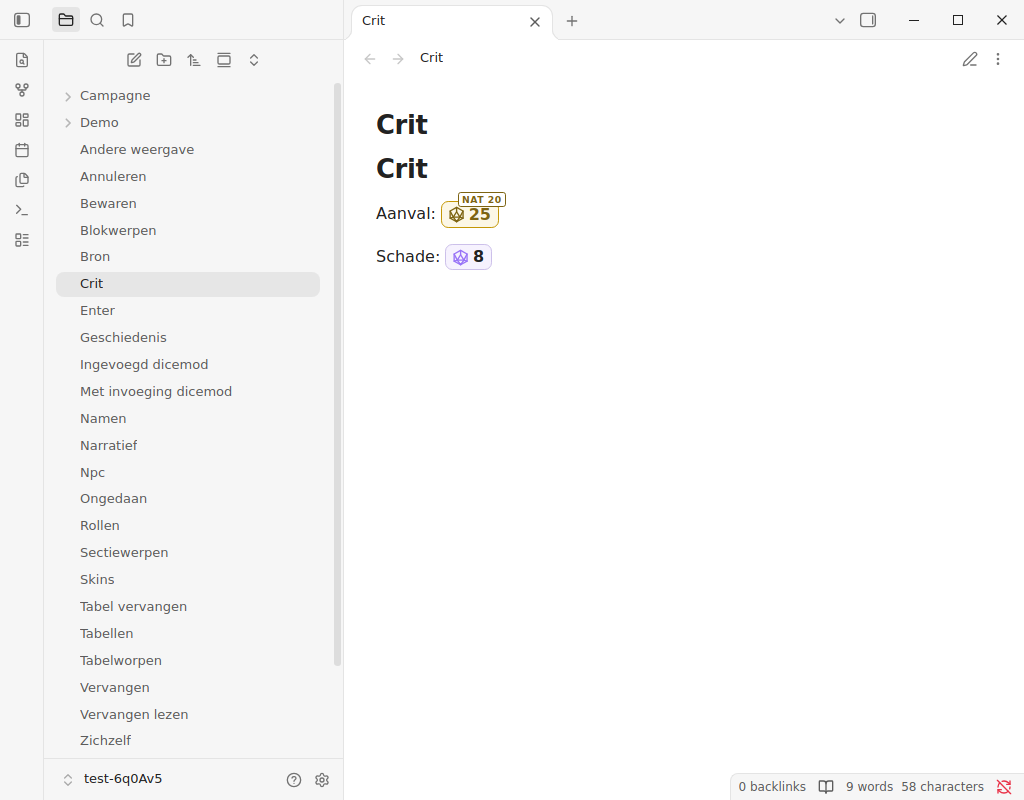 Crit
Crit
Campagne
Demo
Andere weergave
Annuleren
Bewaren
Blokwerpen
Bron
Crit
Enter
Geschiedenis
Ingevoegd dicemod
Met invoeging dicemod
Namen
Narratief
Npc
Ongedaan
Rollen
Sectiewerpen
Skins
Tabel vervangen
Tabellen
Tabelworpen
Vervangen
Vervangen lezen
Zichzelf
test-6q0Av5
Crit
Crit
NAT 20
Aanval: 25
Schade: 8
0 backlinks 9 words 58 characters